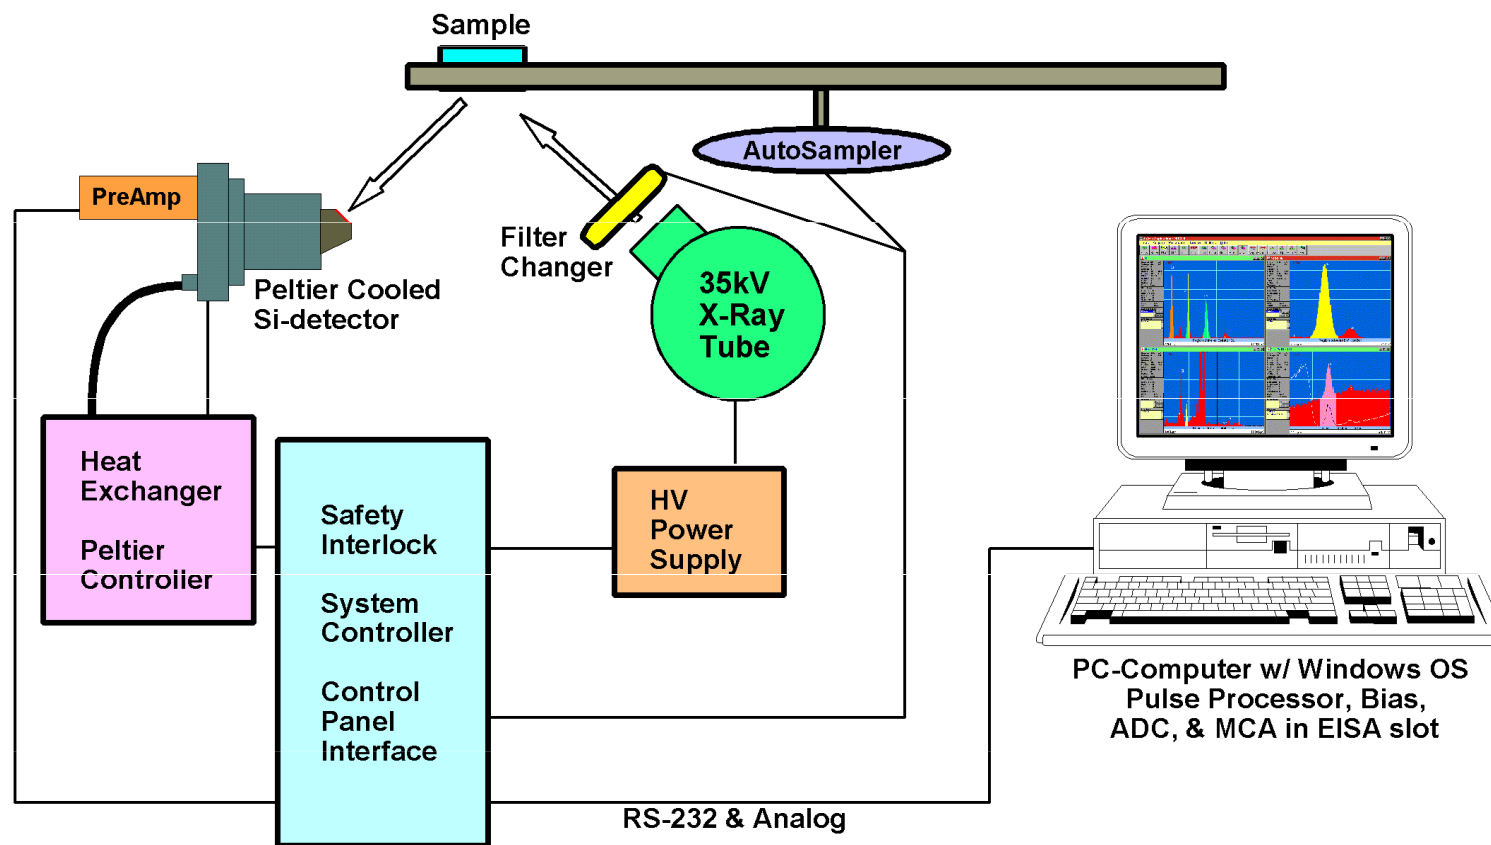 Sample
AutoSampler
PreAmp
Filter
Changer
Peltier Cooled
Si-detector
35kV
X-Ray
Tube
Heat
Exchanger
Peltier
Controller
Safety
Interlock
System
Controller
Control
Panel
Interface
HV
Power
Supply
RS-232 & Analog
PC-Computer w/ Windows OS
Pulse Processor, Bias,
ADC, & MCA in EISA slot